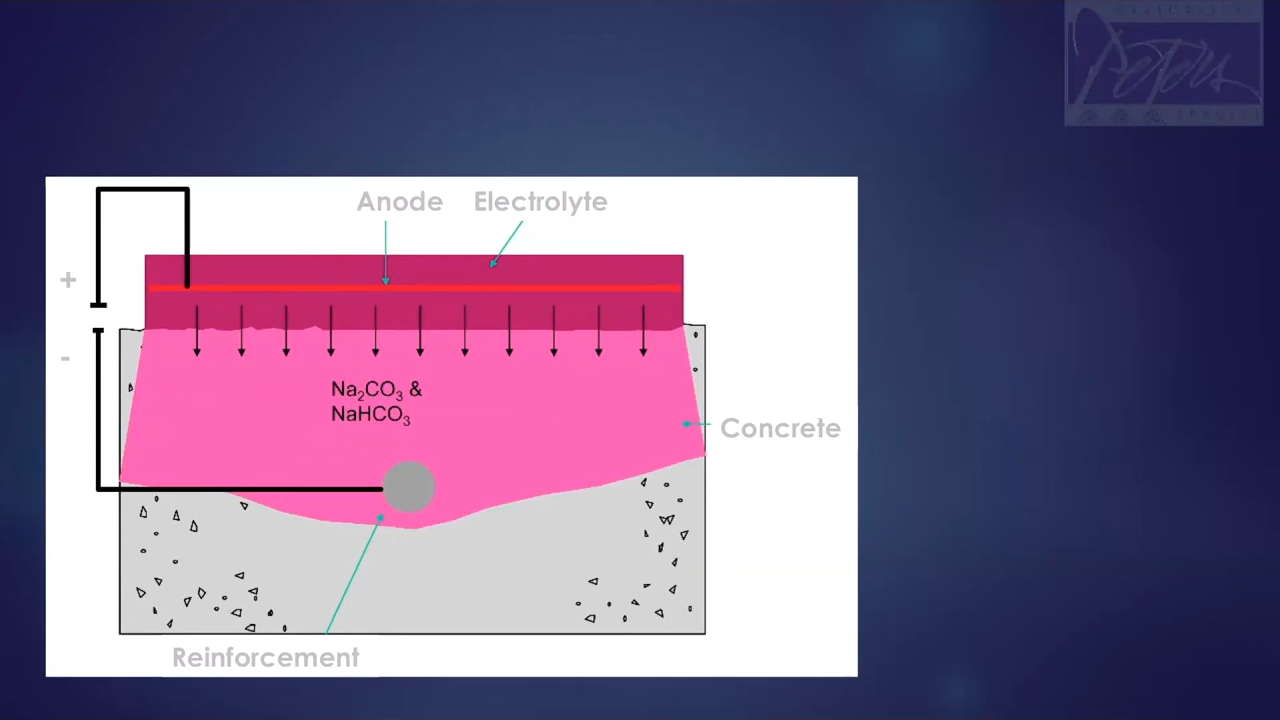 Anode
Electrolyte
+
-
Na₂CO₃ &
NaHCO₃
Concrete
Reinforcement